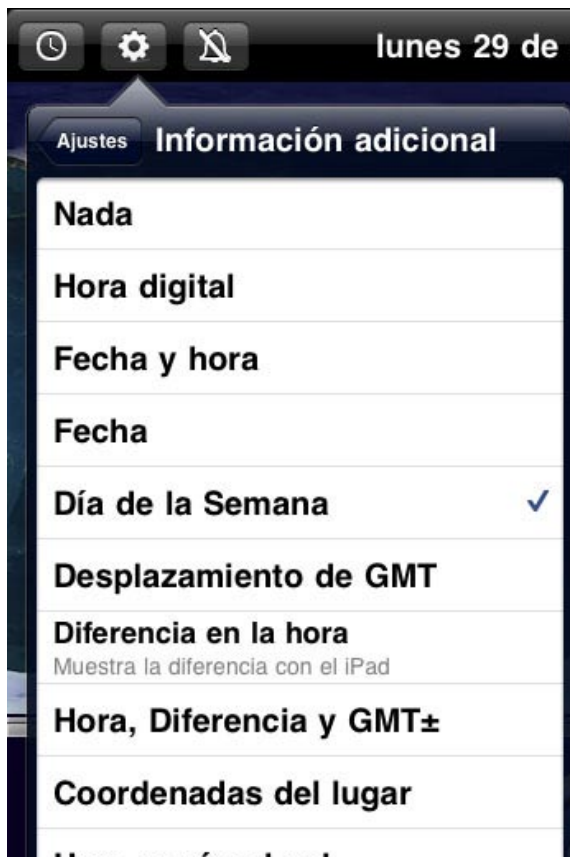 lunes 29 de
Ajustes Información adicional
Nada
Hora digital
Fecha y hora
Fecha
Día de la Semana
Desplazamiento de GMT
Diferencia en la hora
Muestra la diferencia con el iPad
Hora, Diferencia y GMT±
Coordenadas del lugar